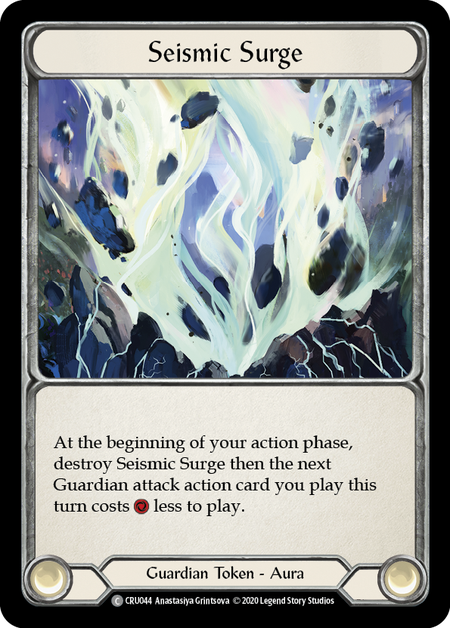 Seismic Surge
At the beginning of your action phase,
destroy Seismic Surge then the next
Guardian attack action card you play this
turn costs less to play.
Guardian Token - Aura
C CRU044 Anastasiya Grintsova © 2020 Legend Story Studios